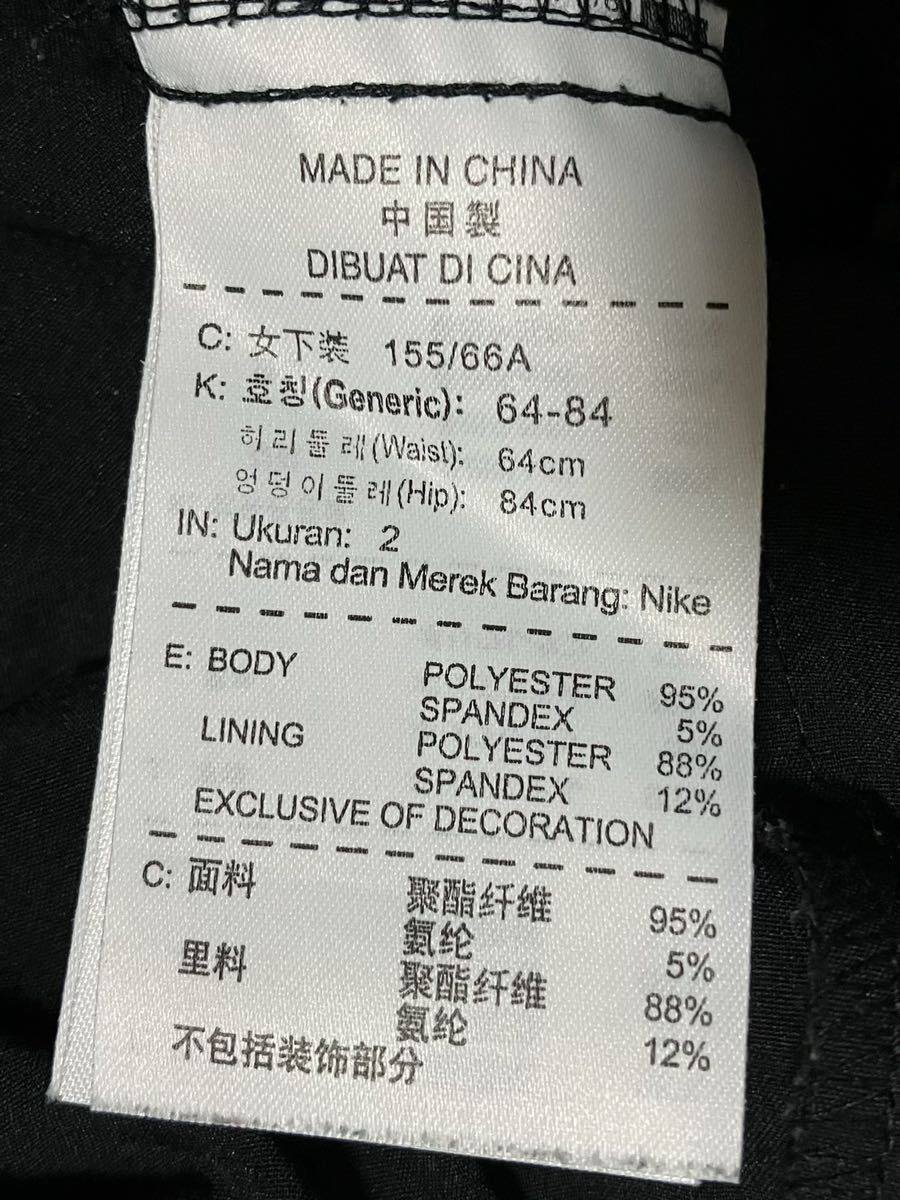 MADE IN CHINA
中国製
DIBUAT DI CINA
C: 女下装 155/66A
K: 호칭(Generic): 64-84
허리둘레(Waist): 64cm
엉덩이둘레(Hip): 84cm
IN: Ukuran: 2
Nama dan Merek Barang: Nike
E: BODY POLYESTER 95%
SPANDEX 5%
LINING POLYESTER 88%
SPANDEX 12%
EXCLUSIVE OF DECORATION
C: 面料 聚酯纤维 95%
氨纶 5%
里料 聚酯纤维 88%
氨纶 12%
不包括装饰部分